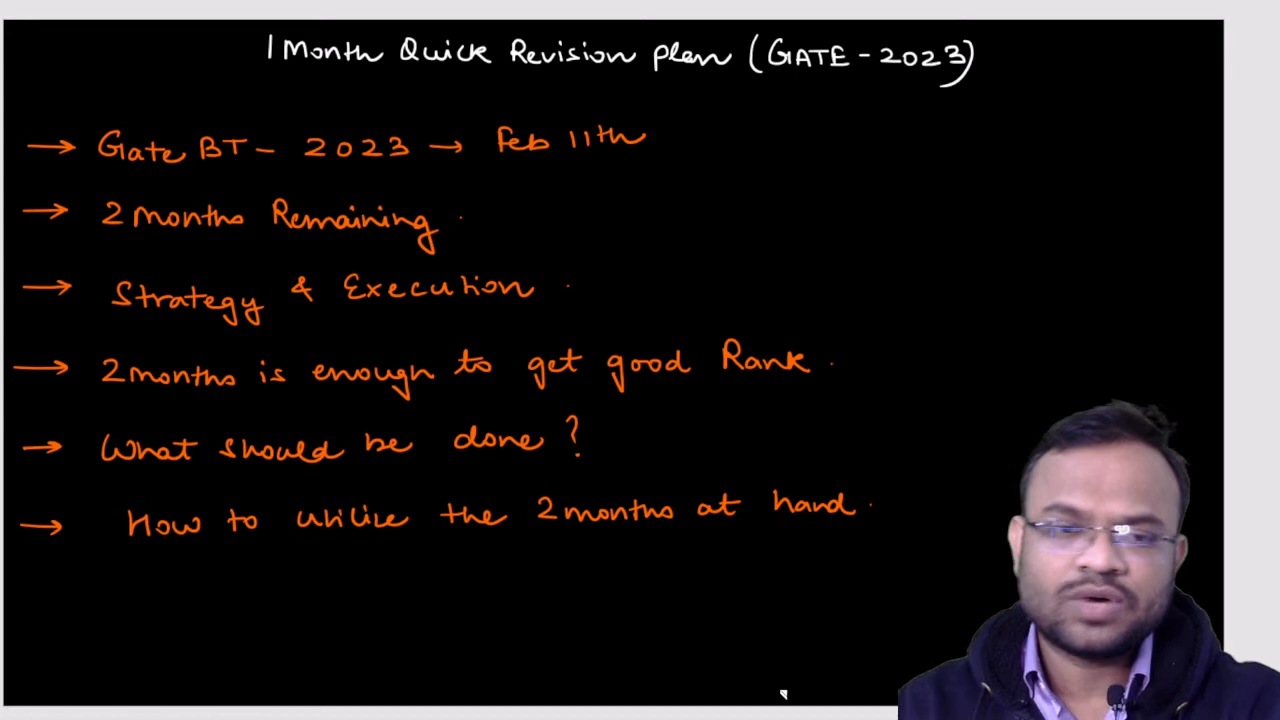 1 Month Quick Revision plan (GATE - 2023)
→ Gate BT - 2023 → Feb 11th
→ 2 months Remaining.
→ Strategy & Execution.
→ 2 months is enough to get good Rank.
→ What should be done?
→ How to utilize the 2 months at hand.